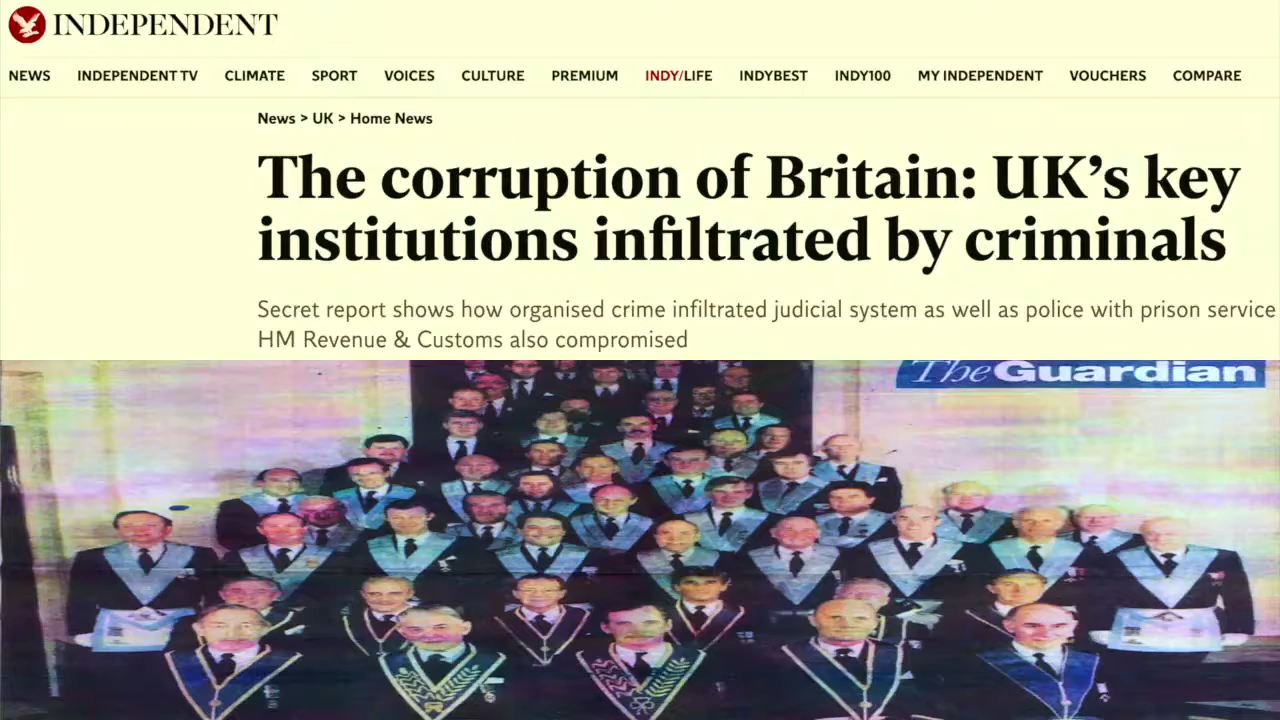 INDEPENDENT
NEWS INDEPENDENT TV CLIMATE SPORT VOICES CULTURE PREMIUM INDY/LIFE INDYBEST INDY100 MY INDEPENDENT VOUCHERS COMPARE
News > UK > Home News
The corruption of Britain: UK’s key
institutions infiltrated by criminals
Secret report shows how organised crime infiltrated judicial system as well as police with prison service
HM Revenue & Customs also compromised
TheGuardian